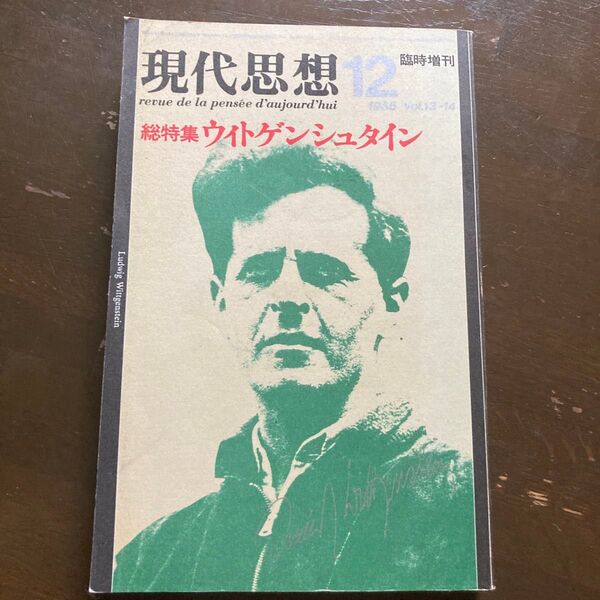 現代思想 12 臨時増刊
revue de la pensée d'aujourd'hui
1985 vol.13-14
総特集 ウィトゲンシュタイン
Ludwig Wittgenstein